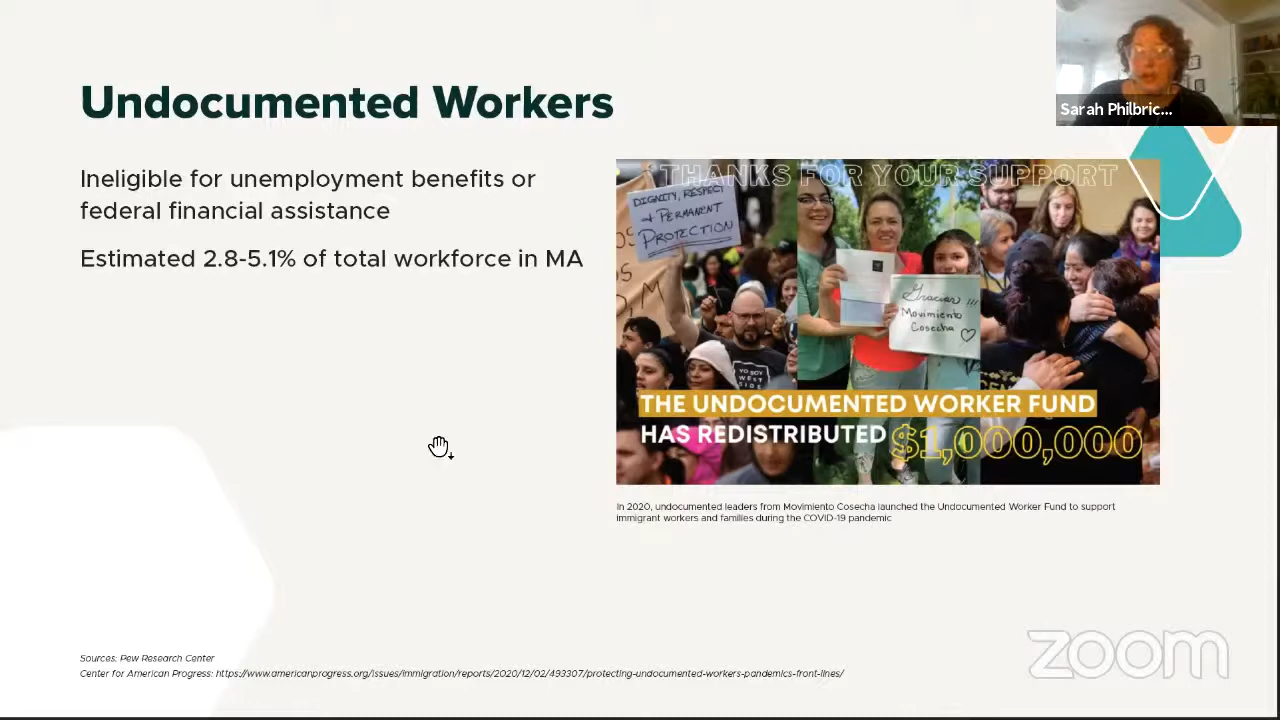 Undocumented Workers
Sarah Philbric...
Ineligible for unemployment benefits or
federal financial assistance
Estimated 2.8-5.1% of total workforce in MA
THANKS FOR YOUR SUPPORT
DIGNITY, RESPECT
+ PERMANENT
PROTECTION
Gracias !!!
Movimiento
Cosecha
YO SOY
WEST
SIDE
THE UNDOCUMENTED WORKER FUND
HAS REDISTRIBUTED $1,000,000
In 2020, undocumented leaders from Movimiento Cosecha launched the Undocumented Worker Fund to support
immigrant workers and families during the COVID-19 pandemic
Sources: Pew Research Center
Center for American Progress: https://www.americanprogress.org/issues/immigration/reports/2020/12/02/493307/protecting-undocumented-workers-pandemics-front-lines/
zoom